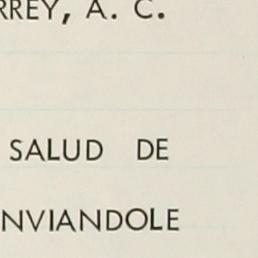 RREY, A. C.
SALUD DE
NVIANDOLE